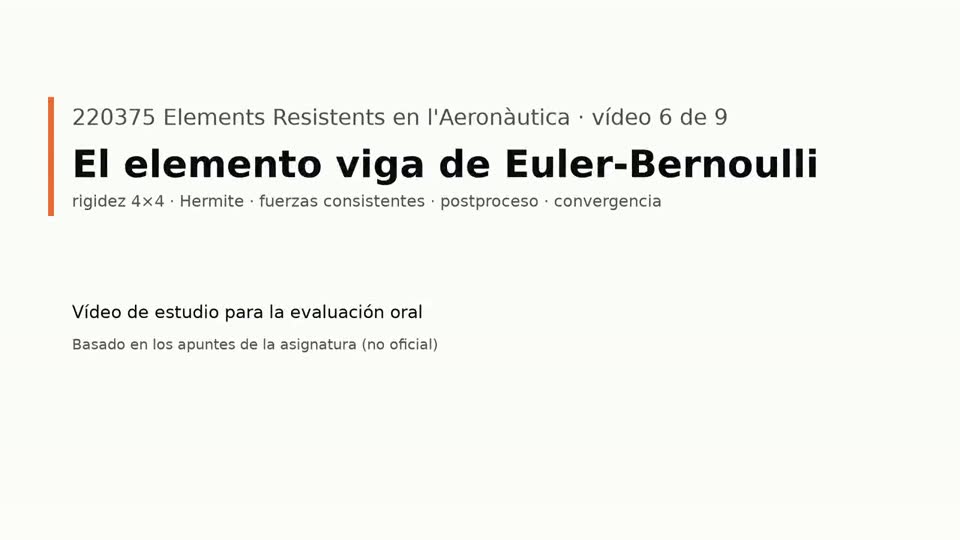 220375 Elements Resistents en l'Aeronàutica · vídeo 6 de 9
El elemento viga de Euler-Bernoulli
rigidez 4×4 · Hermite · fuerzas consistentes · postproceso · convergencia
Vídeo de estudio para la evaluación oral
Basado en los apuntes de la asignatura (no oficial)